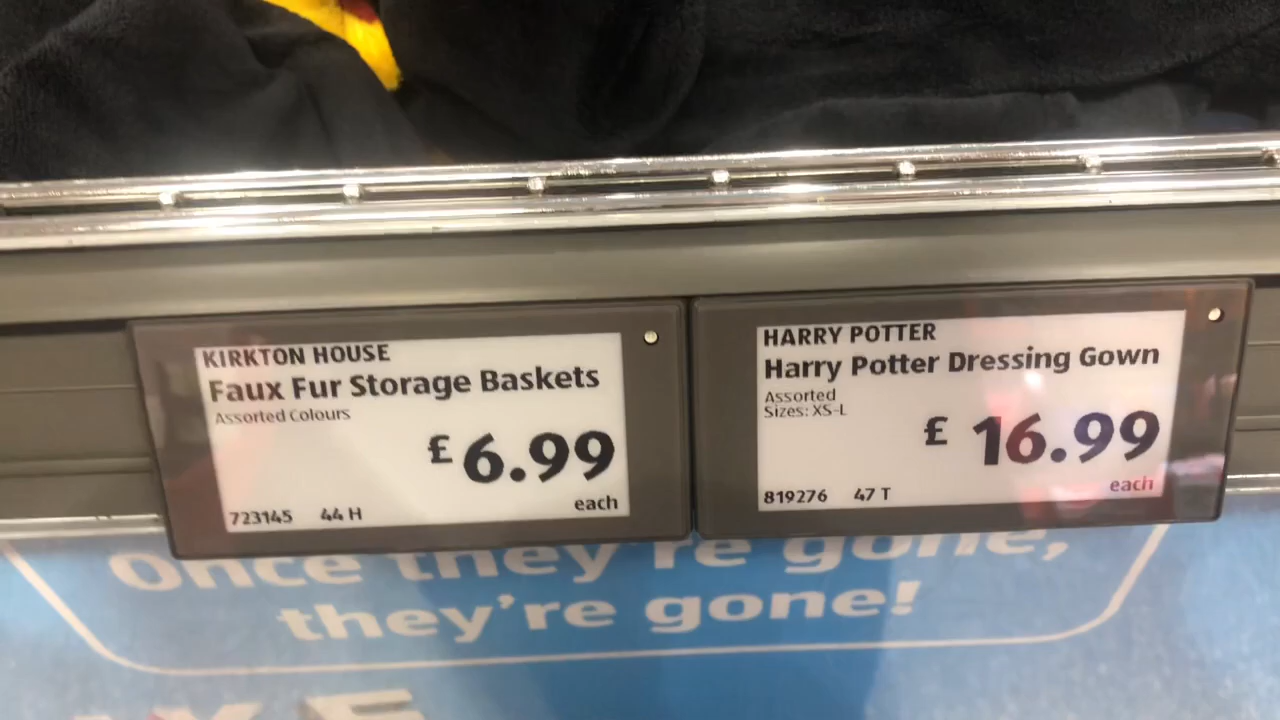 KIRKTON HOUSE
Faux Fur Storage Baskets
Assorted Colours
£ 6.99
each
723145 44 H
HARRY POTTER
Harry Potter Dressing Gown
Assorted
Sizes: XS-L
£ 16.99
each
819276 47 T
Once they're gone,
they're gone!